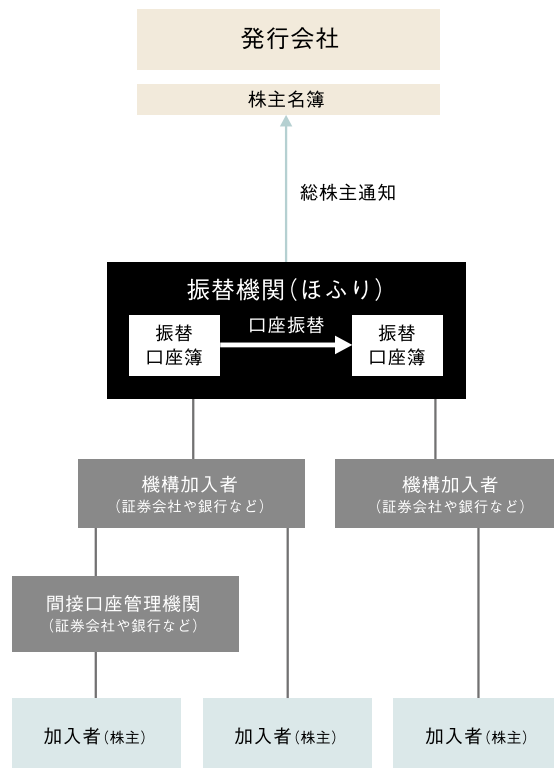 発行会社
株主名簿
総株主通知
振替機関（ほふり）
口座振替
振替
口座簿
振替
口座簿
機構加入者
（証券会社や銀行など）
機構加入者
（証券会社や銀行など）
間接口座管理機関
（証券会社や銀行など）
加入者（株主）
加入者（株主）
加入者（株主）